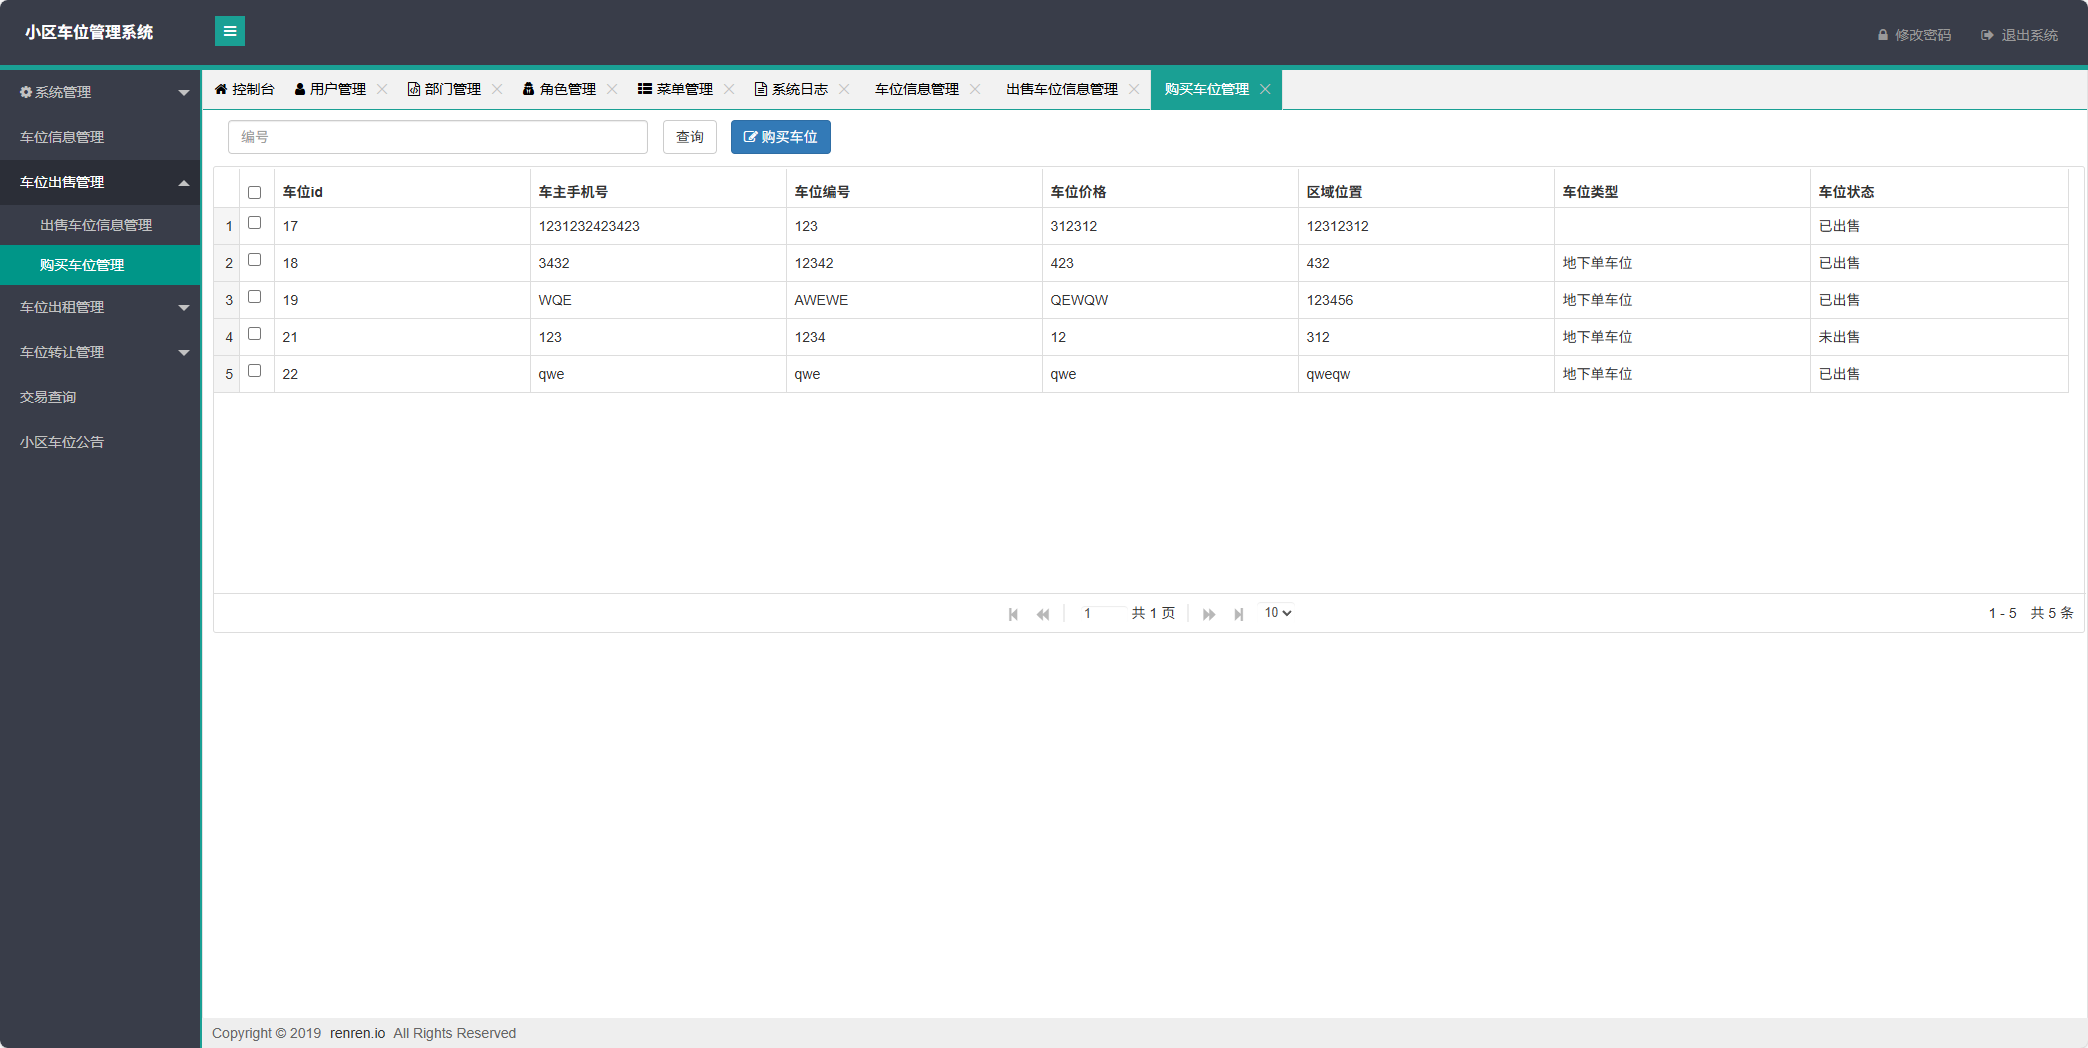 小区车位管理系统
修改密码 退出系统
系统管理
车位信息管理
车位出售管理
出售车位信息管理
购买车位管理
车位出租管理
车位转让管理
交易查询
小区车位公告
控制台 用户管理 部门管理 角色管理 菜单管理 系统日志 车位信息管理 出售车位信息管理 购买车位管理
编号 查询 购买车位
车位id 车主手机号 车位编号 车位价格 区域位置 车位类型 车位状态
1 17 1231232423423 123 312312 12312312 已出售
2 18 3432 12342 423 432 地下单车位 已出售
3 19 WQE AWEWE QEWQW 123456 地下单车位 已出售
4 21 123 1234 12 312 地下单车位 未出售
5 22 qwe qwe qwe qweqw 地下单车位 已出售
1 共 1 页 10 1 - 5 共 5 条
Copyright © 2019 renren.io All Rights Reserved